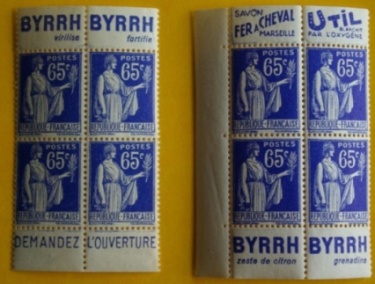 BYRRH BYRRH
virilise fortifie
POSTES POSTES
65c 65c
REPUBLIQUE-FRANCAISE REPUBLIQUE-FRANCAISE
POSTES POSTES
65c 65c
REPUBLIQUE-FRANCAISE REPUBLIQUE-FRANCAISE
DEMANDEZ L'OUVERTURE
SAVON
FER A CHEVAL
MARSEILLE
UTIL
BLANCHIT
PAR L'OXYGÈNE
POSTES POSTES
65c 65c
REPUBLIQUE-FRANCAISE REPUBLIQUE-FRANCAISE
POSTES POSTES
65c 65c
REPUBLIQUE-FRANCAISE REPUBLIQUE-FRANCAISE
BYRRH BYRRH
zeste de citron grenadine